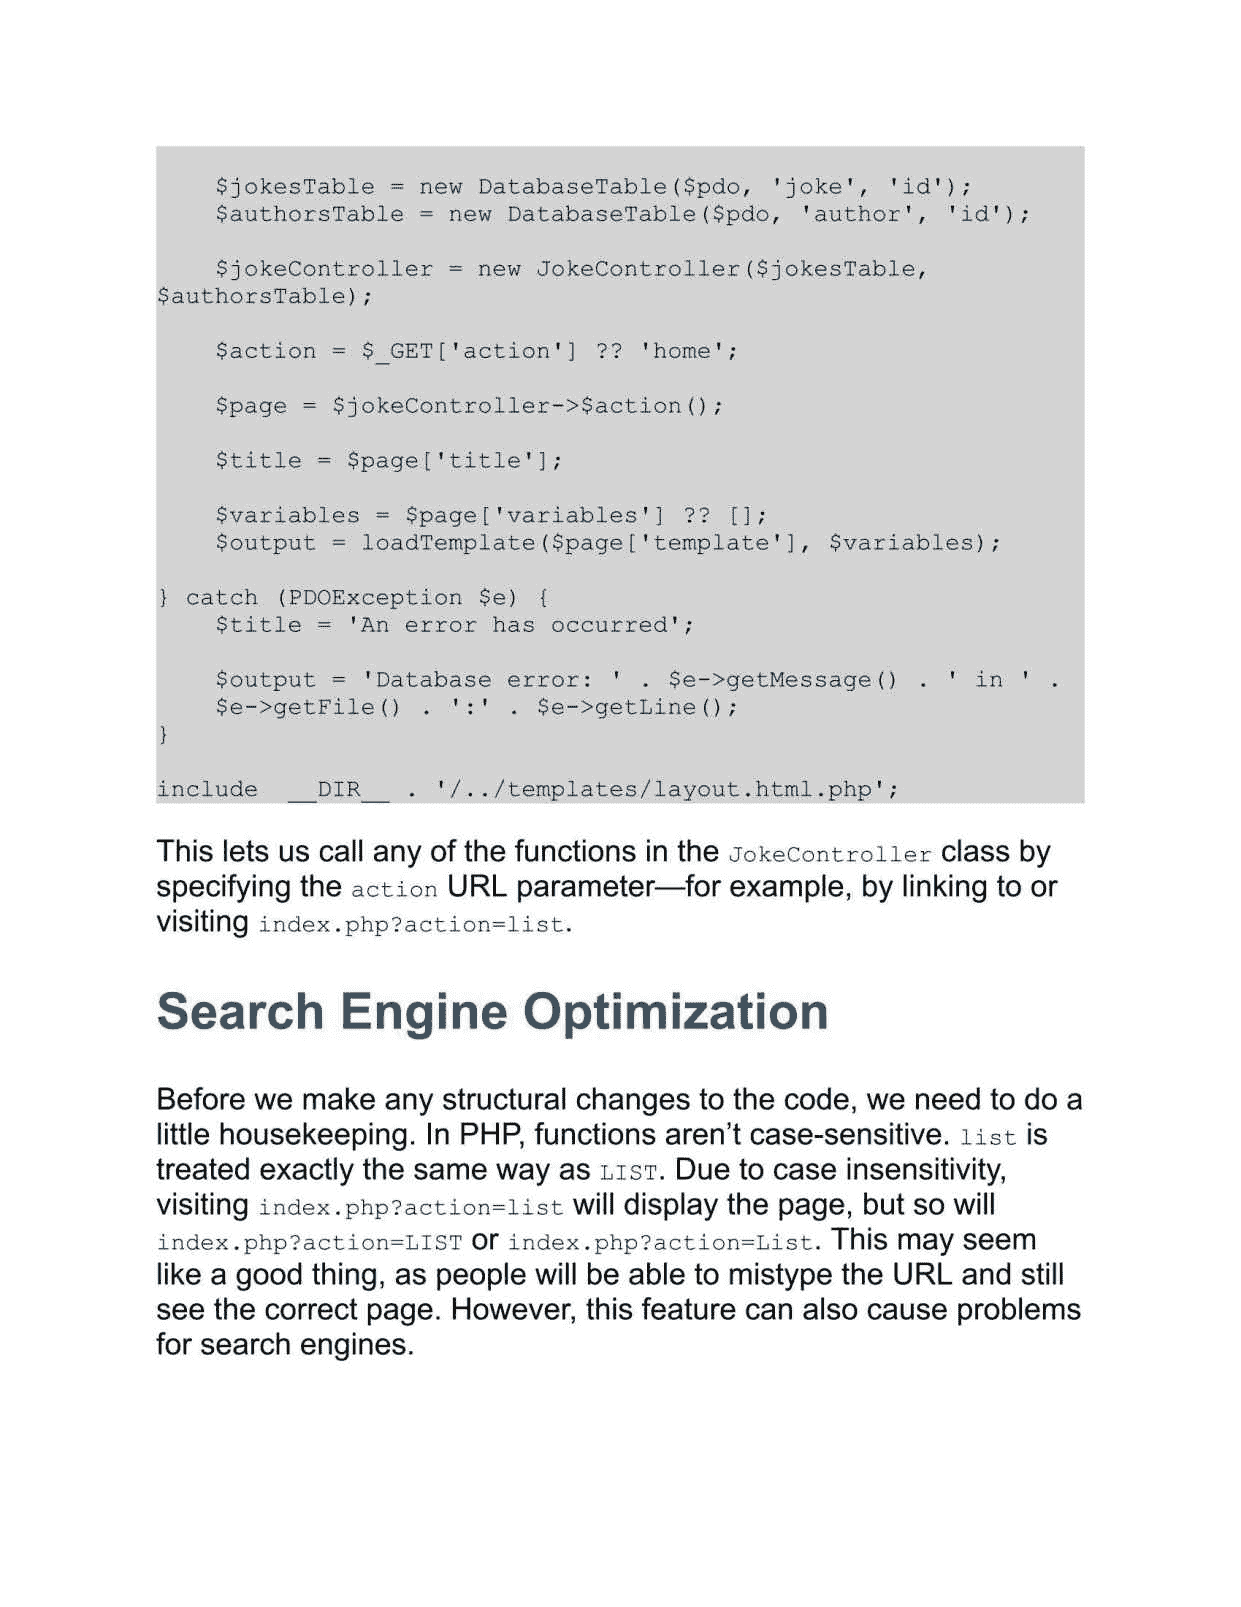 $jokesTable = new DatabaseTable($pdo, 'joke', 'id');
    $authorsTable = new DatabaseTable($pdo, 'author', 'id');
    $jokeController = new JokeController($jokesTable,
$authorsTable);
    $action = $_GET['action'] ?? 'home';
    $page = $jokeController->$action();
    $title = $page['title'];
    $variables = $page['variables'] ?? [];
    $output = loadTemplate($page['template'], $variables);
} catch (PDOException $e) {
    $title = 'An error has occurred';
    $output = 'Database error: ' . $e->getMessage() . ' in ' .
    $e->getFile() . ':' . $e->getLine();
}
include  __DIR__ . '/../templates/layout.html.php';
This lets us call any of the functions in the JokeController class by
specifying the action URL parameter—for example, by linking to or
visiting index.php?action=list.
Search Engine Optimization
Before we make any structural changes to the code, we need to do a
little housekeeping. In PHP, functions aren’t case-sensitive. list is
treated exactly the same way as LIST. Due to case insensitivity,
visiting index.php?action=list will display the page, but so will
index.php?action=LIST or index.php?action=List. This may seem
like a good thing, as people will be able to mistype the URL and still
see the correct page. However, this feature can also cause problems
for search engines.